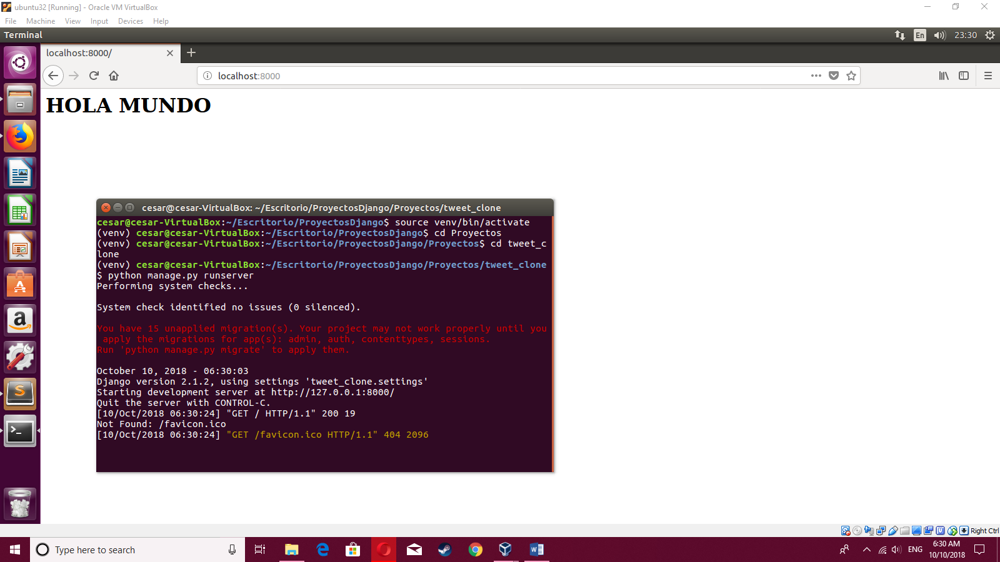 ubuntu32 [Running] - Oracle VM VirtualBox
File Machine View Input Devices Help
Terminal
En
23:30
localhost:8000/
localhost:8000
HOLA MUNDO
cesar@cesar-VirtualBox: ~/Escritorio/ProyectosDjango/Proyectos/tweet_clone
cesar@cesar-VirtualBox:~/Escritorio/ProyectosDjango$ source venv/bin/activate
(venv) cesar@cesar-VirtualBox:~/Escritorio/ProyectosDjango$ cd Proyectos
(venv) cesar@cesar-VirtualBox:~/Escritorio/ProyectosDjango/Proyectos$ cd tweet_c
lone
(venv) cesar@cesar-VirtualBox:~/Escritorio/ProyectosDjango/Proyectos/tweet_clone
$ python manage.py runserver
Performing system checks...
System check identified no issues (0 silenced).
You have 15 unapplied migration(s). Your project may not work properly until you
apply the migrations for app(s): admin, auth, contenttypes, sessions.
Run 'python manage.py migrate' to apply them.
October 10, 2018 - 06:30:03
Django version 2.1.2, using settings 'tweet_clone.settings'
Starting development server at http://127.0.0.1:8000/
Quit the server with CONTROL-C.
[10/Oct/2018 06:30:24] "GET / HTTP/1.1" 200 19
Not Found: /favicon.ico
[10/Oct/2018 06:30:24] "GET /favicon.ico HTTP/1.1" 404 2096
Right Ctrl
Type here to search
ENG
6:30 AM
10/10/2018